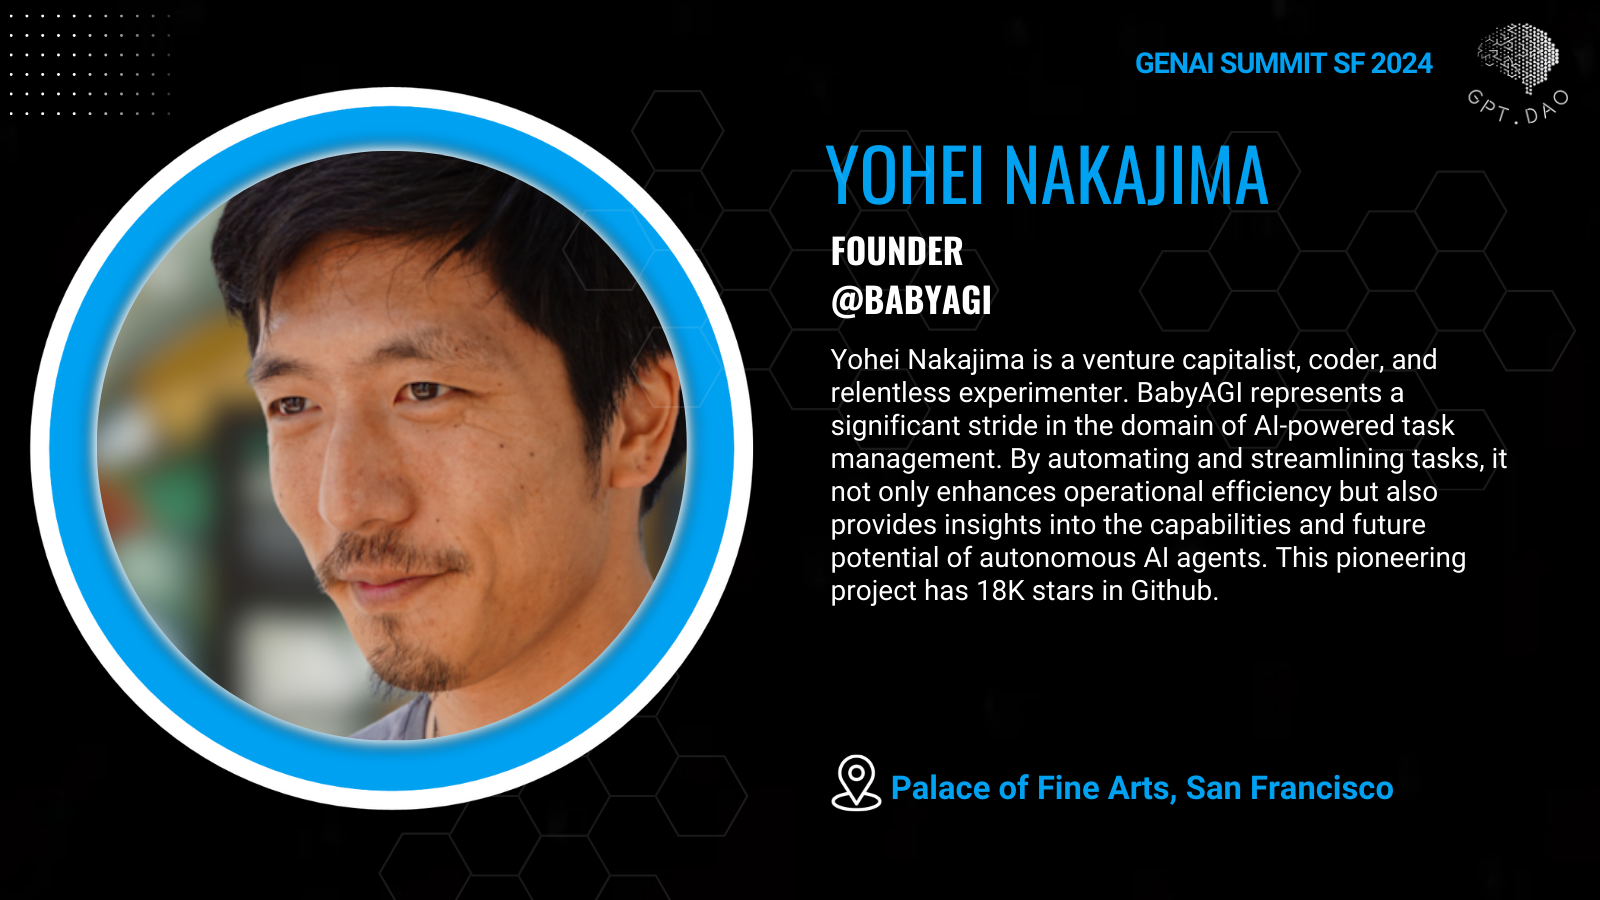 GENAI SUMMIT SF 2024
GPT.DAO
YOHEI NAKAJIMA
FOUNDER
@BABYAGI
Yohei Nakajima is a venture capitalist, coder, and
relentless experimenter. BabyAGI represents a
significant stride in the domain of AI-powered task
management. By automating and streamlining tasks, it
not only enhances operational efficiency but also
provides insights into the capabilities and future
potential of autonomous AI agents. This pioneering
project has 18K stars in Github.
Palace of Fine Arts, San Francisco